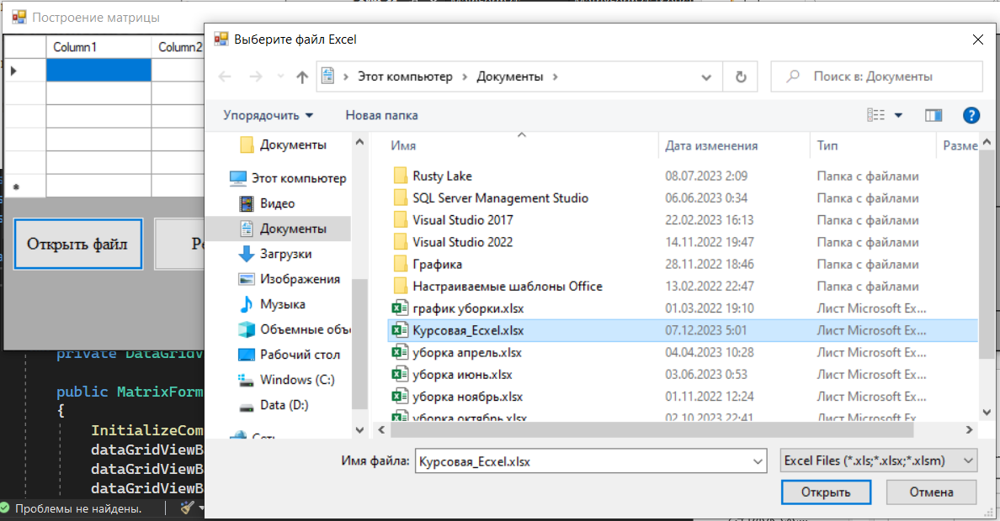 Построение матрицы
Column1 Column2
Открыть файл
Выберите файл Excel
Этот компьютер > Документы >
Поиск в: Документы
Упорядочить Новая папка
Документы
Этот компьютер
Видео
Документы
Загрузки
Изображения
Музыка
Объемные объ
Рабочий стол
Windows (C:)
Data (D:)
Сеть
Имя Дата изменения Тип Разме
Rusty Lake 08.07.2023 2:09 Папка с файлами
SQL Server Management Studio 06.06.2023 0:34 Папка с файлами
Visual Studio 2017 22.02.2023 16:13 Папка с файлами
Visual Studio 2022 14.11.2022 19:47 Папка с файлами
Графика 28.11.2022 18:46 Папка с файлами
Настраиваемые шаблоны Office 13.02.2022 22:47 Папка с файлами
график уборки.xlsx 01.03.2022 19:10 Лист Microsoft Ex...
Курсовая_Ecxel.xlsx 07.12.2023 5:01 Лист Microsoft Ex...
уборка апрель.xlsx 04.04.2023 10:28 Лист Microsoft Ex...
уборка июнь.xlsx 03.06.2023 0:53 Лист Microsoft Ex...
уборка ноябрь.xlsx 01.11.2022 12:24 Лист Microsoft Ex...
уборка октябрь.xlsx 02.10.2023 22:41 Лист Microsoft Ex...
Имя файла: Курсовая_Ecxel.xlsx Excel Files (*.xls;*.xlsx;*.xlsm)
Открыть Отмена
private DataGridV
public MatrixForm
{
InitializeCom
dataGridViewB
dataGridViewB
dataGridViewB
Проблемы не найдены.